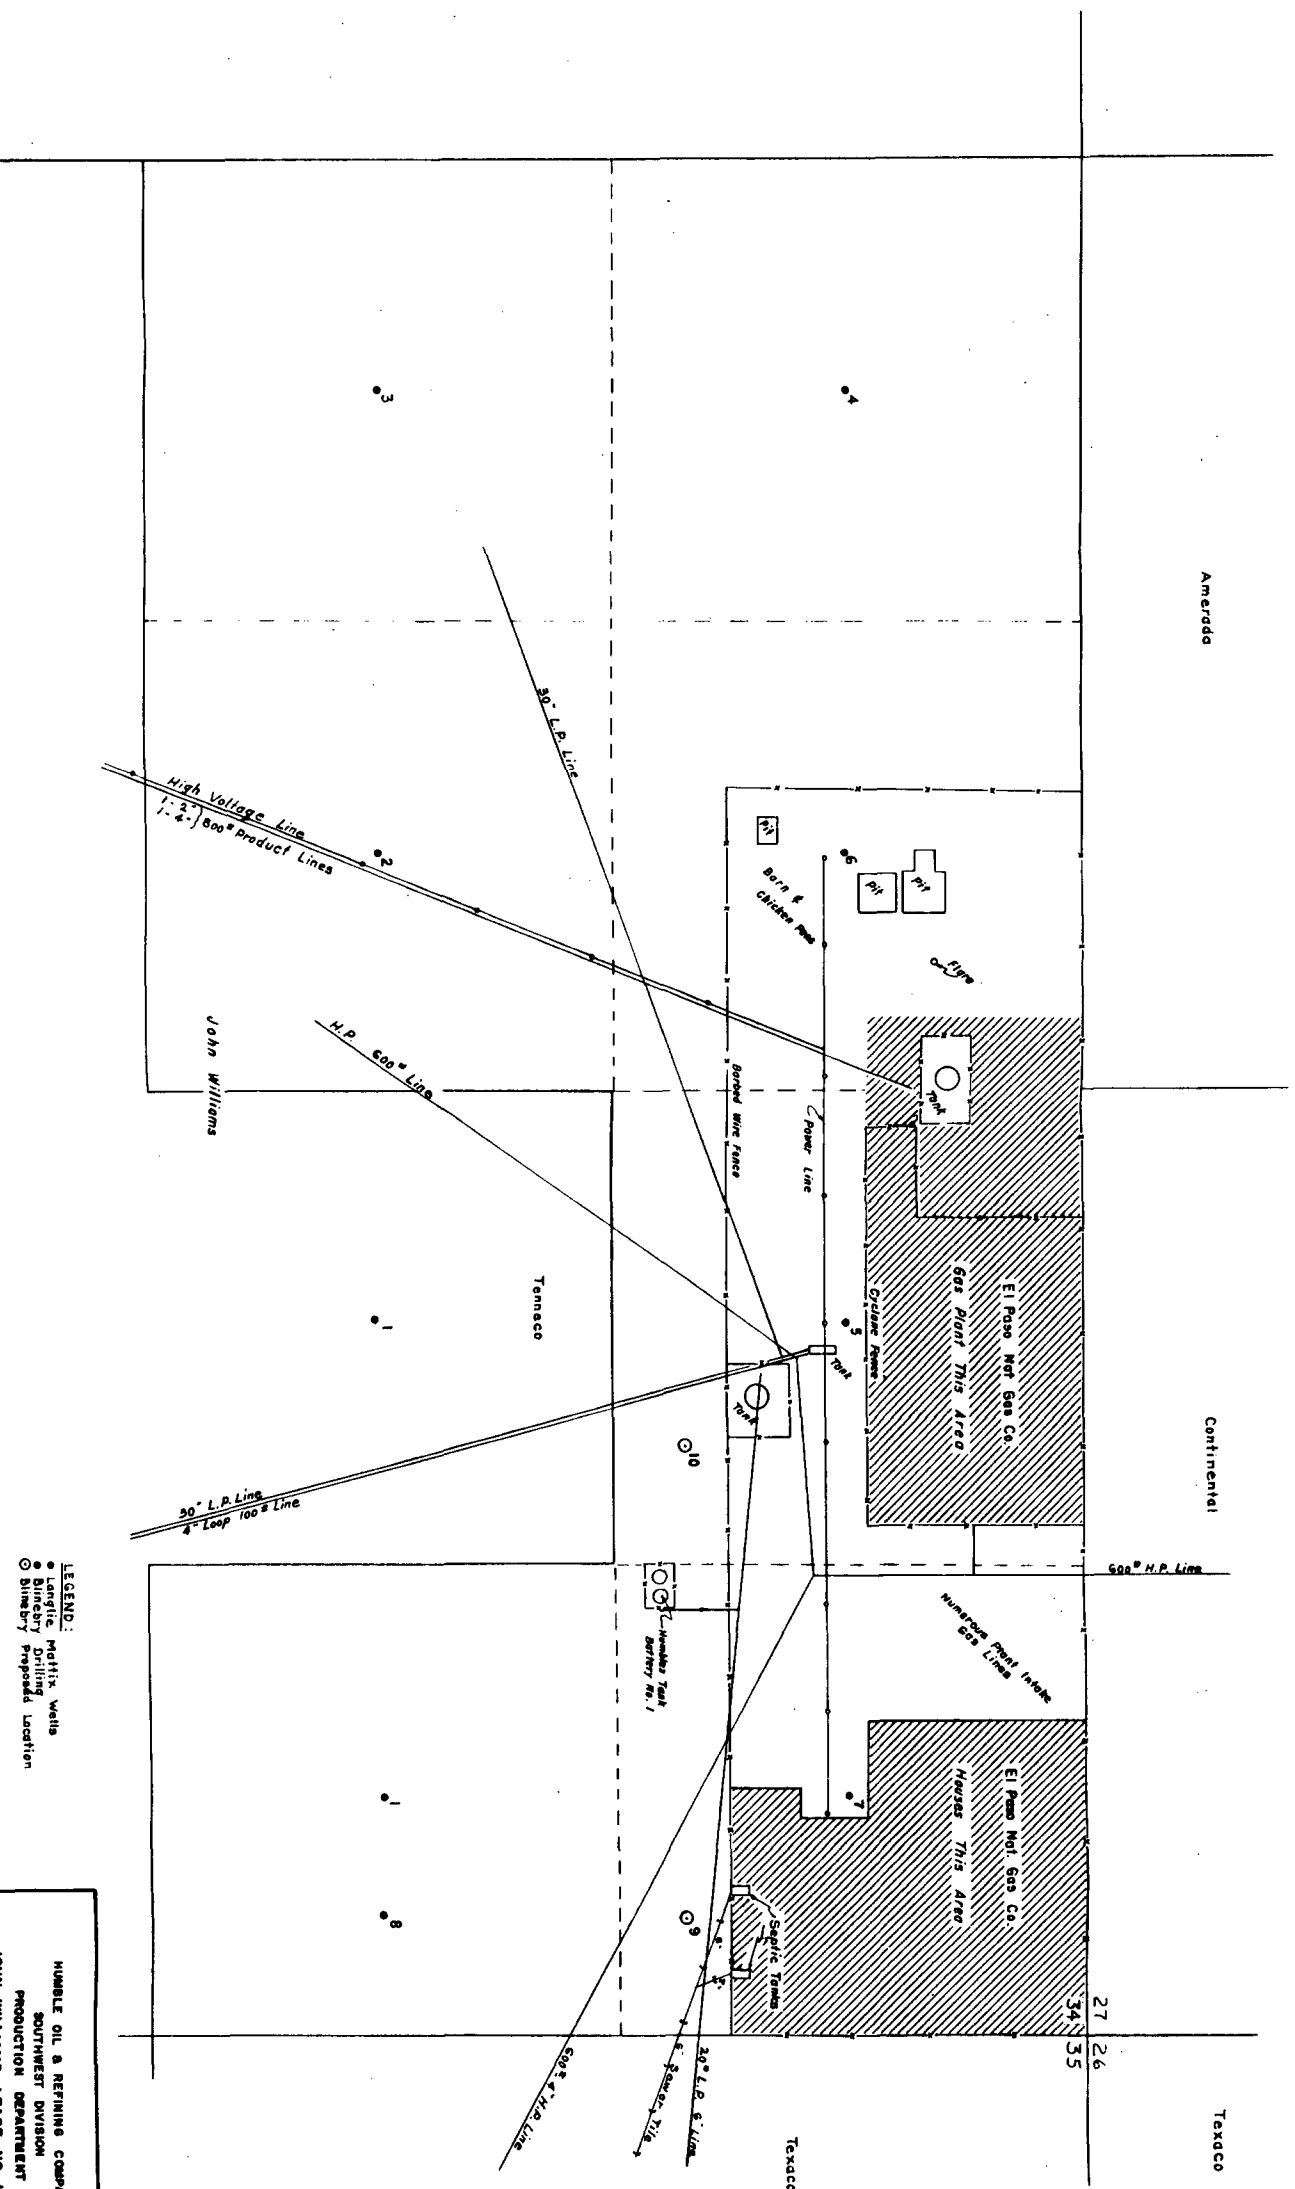 Amerada
Continental
Texaco
27
26
34
35
Texaco
600# H.P. Line
El Paso Nat Gas Co.
Gas Plant This Area
El Paso Nat. Gas Co.
Houses This Area
Numerous Plant Intake
Gas Lines
Flare
Pit
Pit
Pit
Tank
Cyclone Fence
4
6
5
7
Tank
Power Line
Barn &
Chicken Pens
Barbed Wire Fence
Tank
Septic Tanks
30" L.P. Line
10
9
Humbles Tank
Battery No. 1
20# L.P. 6" Line
6" Sewer Tile
600# 4" H.P. Line
Tenneco
3
2
1
1
8
High Voltage Line
1 - 2"
1 - 4"
800# Product Lines
H.P. 600# Line
John Williams
30" L.P. Line
4" Loop 100# Line
LEGEND:
Langlie Mattix Wells
Blinebry Drilling
Blinebry Proposed Location
HUMBLE OIL & REFINING
SOUTHWEST DIVISION
PRODUCTION DEPARTMENT